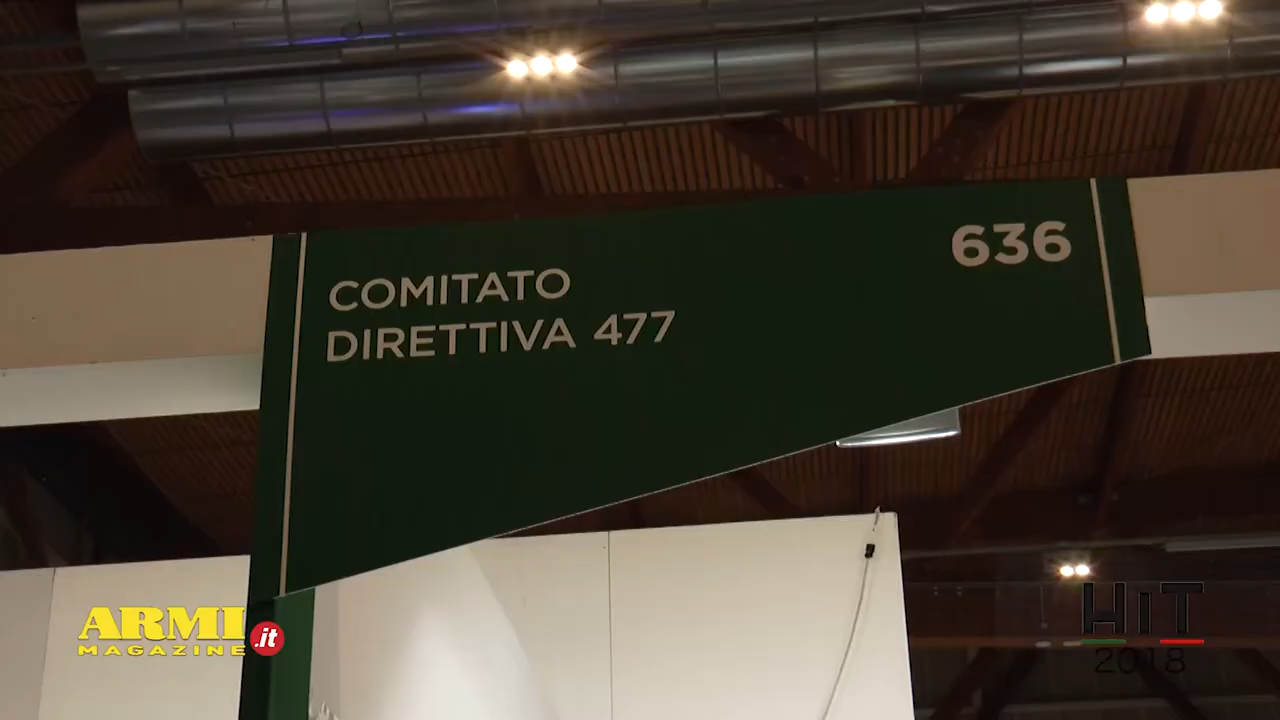 COMITATO
DIRETTIVA 477
636
ARMI
MAGAZINE
.it
HIT
2018